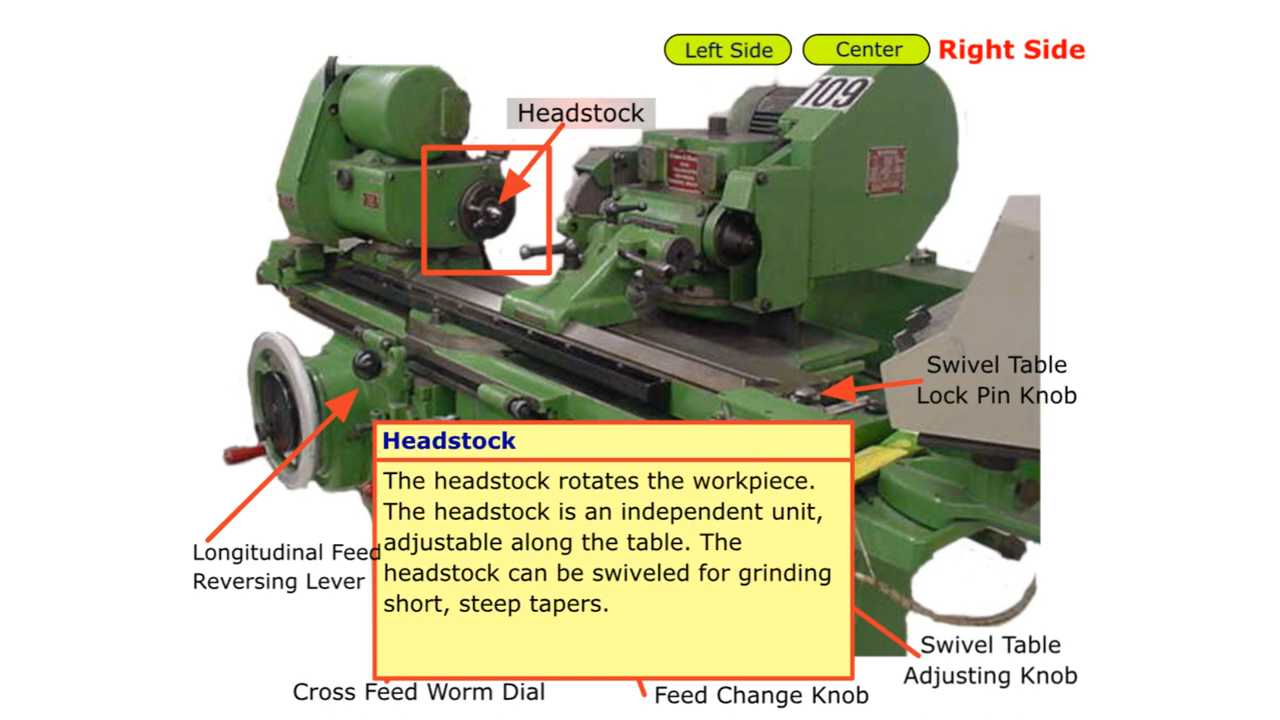 Left Side
Center
Right Side
109
Headstock
Swivel Table
Lock Pin Knob
Headstock
The headstock rotates the workpiece.
The headstock is an independent unit,
adjustable along the table. The
headstock can be swiveled for grinding
short, steep tapers.
Longitudinal Feed
Reversing Lever
Swivel Table
Adjusting Knob
Cross Feed Worm Dial
Feed Change Knob